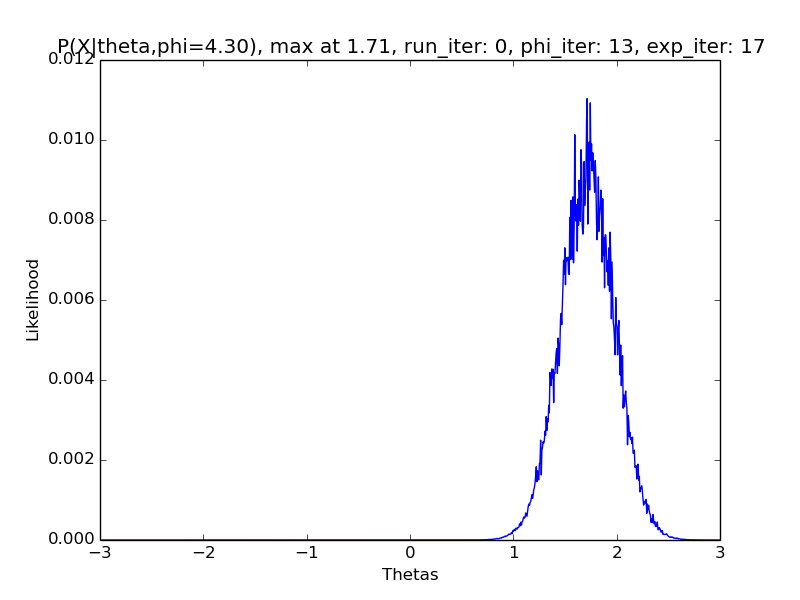 P(X|theta,phi=4.30), max at 1.71, run_iter: 0, phi_iter: 13, exp_iter: 17
0.012
0.010
0.008
0.006
0.004
0.002
0.000
Likelihood
−3 −2 −1 0 1 2 3
Thetas